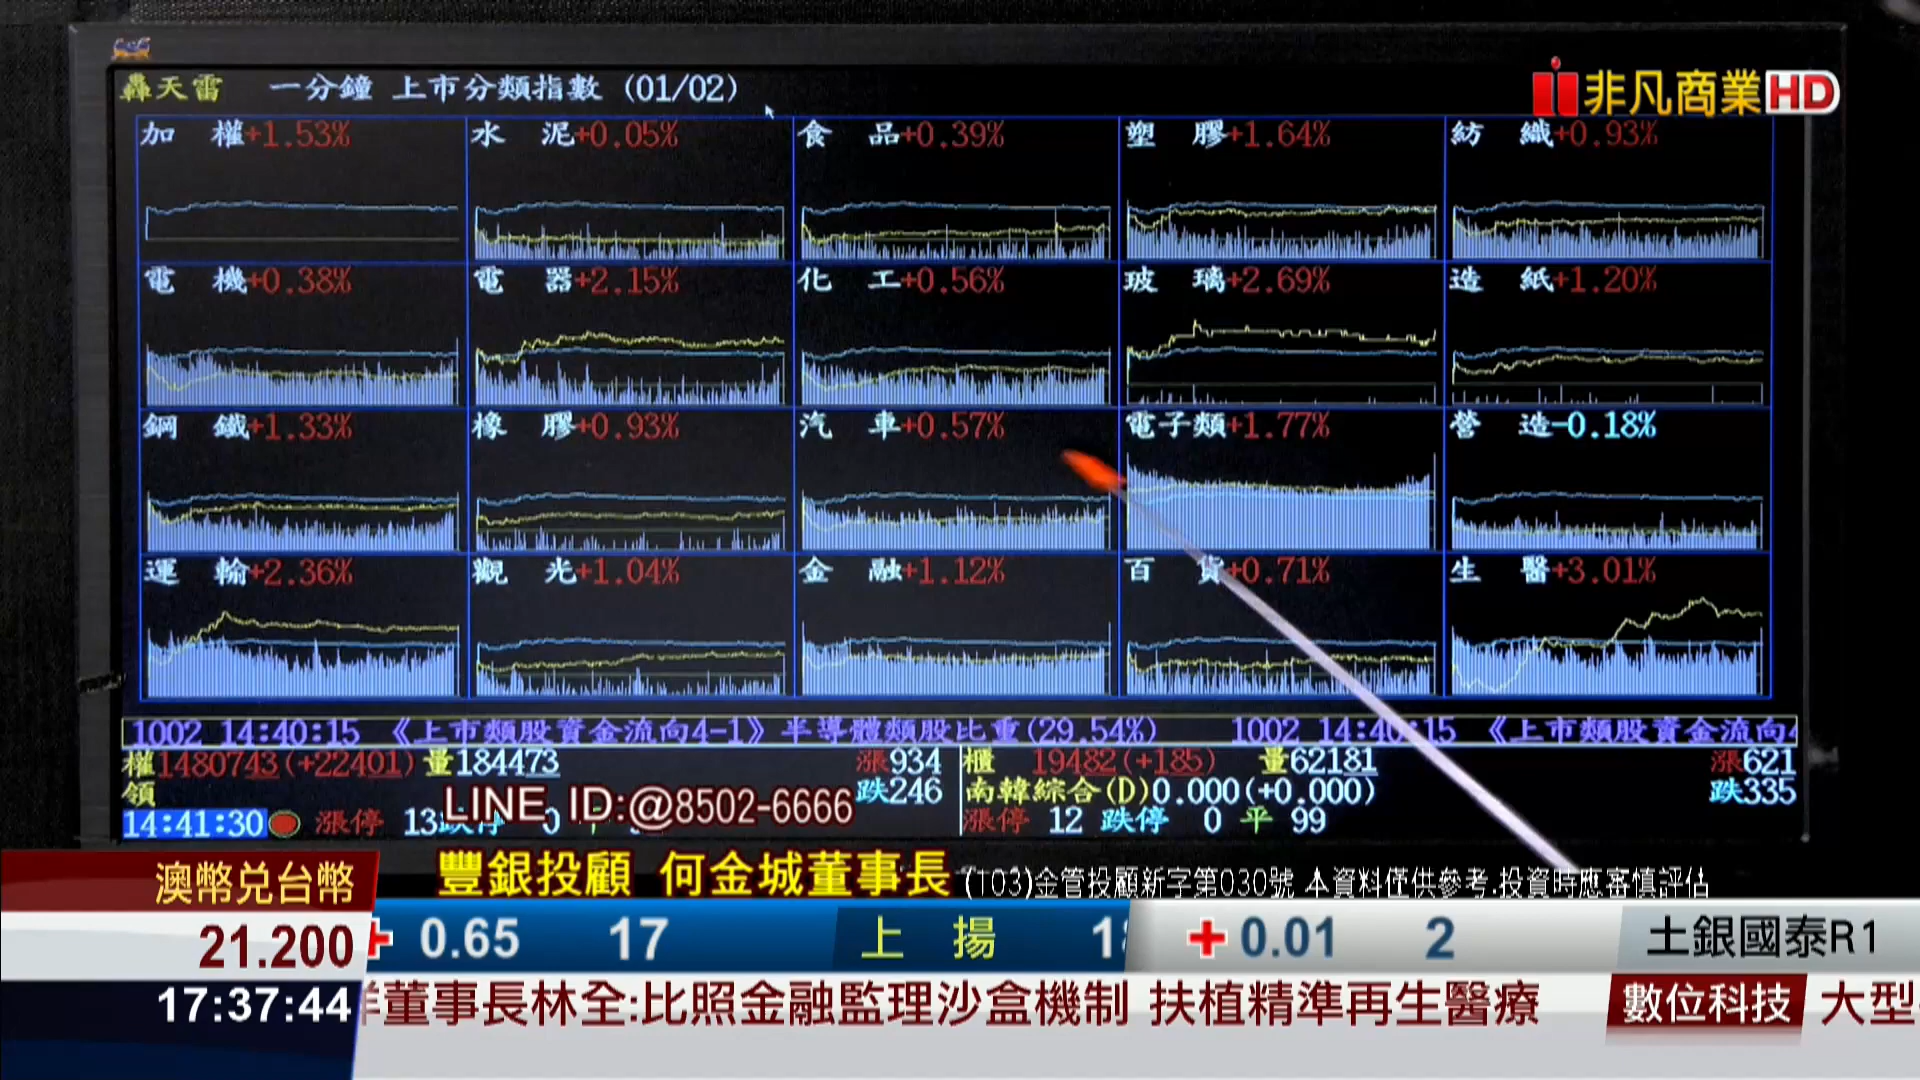 轟天雷 一分鐘 上市分類指數 (01/02)
非凡商業HD
加 權+1.53% 水 泥+0.05% 食 品+0.39% 塑 膠+1.64% 紡 織+0.93%
電 機+0.38% 電 器+2.15% 化 工+0.56% 玻 璃+2.69% 造 紙+1.20%
鋼 鐵+1.33% 橡 膠+0.93% 汽 車+0.57% 電子類+1.77% 營 造-0.18%
運 輸+2.36% 觀 光+1.04% 金 融+1.12% 百 貨+0.71% 生 醫+3.01%
1002 14:40:15 《上市類股資金流向4-1》半導體類股比重(29.54%) 1002 14:40:15 《上市類股資金流向4
權1480743(+22401) 量184473 漲934 櫃 19482(+185) 量62181 漲621
領 跌246 南韓綜合(D)0.000(+0.000) 跌335
14:41:30 漲停 13跌停 0 漲停 12 跌停 0 平 99
LINE ID:@8502-6666
豐銀投顧 何金城董事長 (103)金管投顧新字第030號 本資料僅供參考.投資時應審慎評估
澳幣兌台幣
21.200
+ 0.65 17 上 揚 + 0.01 2 土銀國泰R1
17:37:44
董事長林全:比照金融監理沙盒機制 扶植精準再生醫療 數位科技 大型